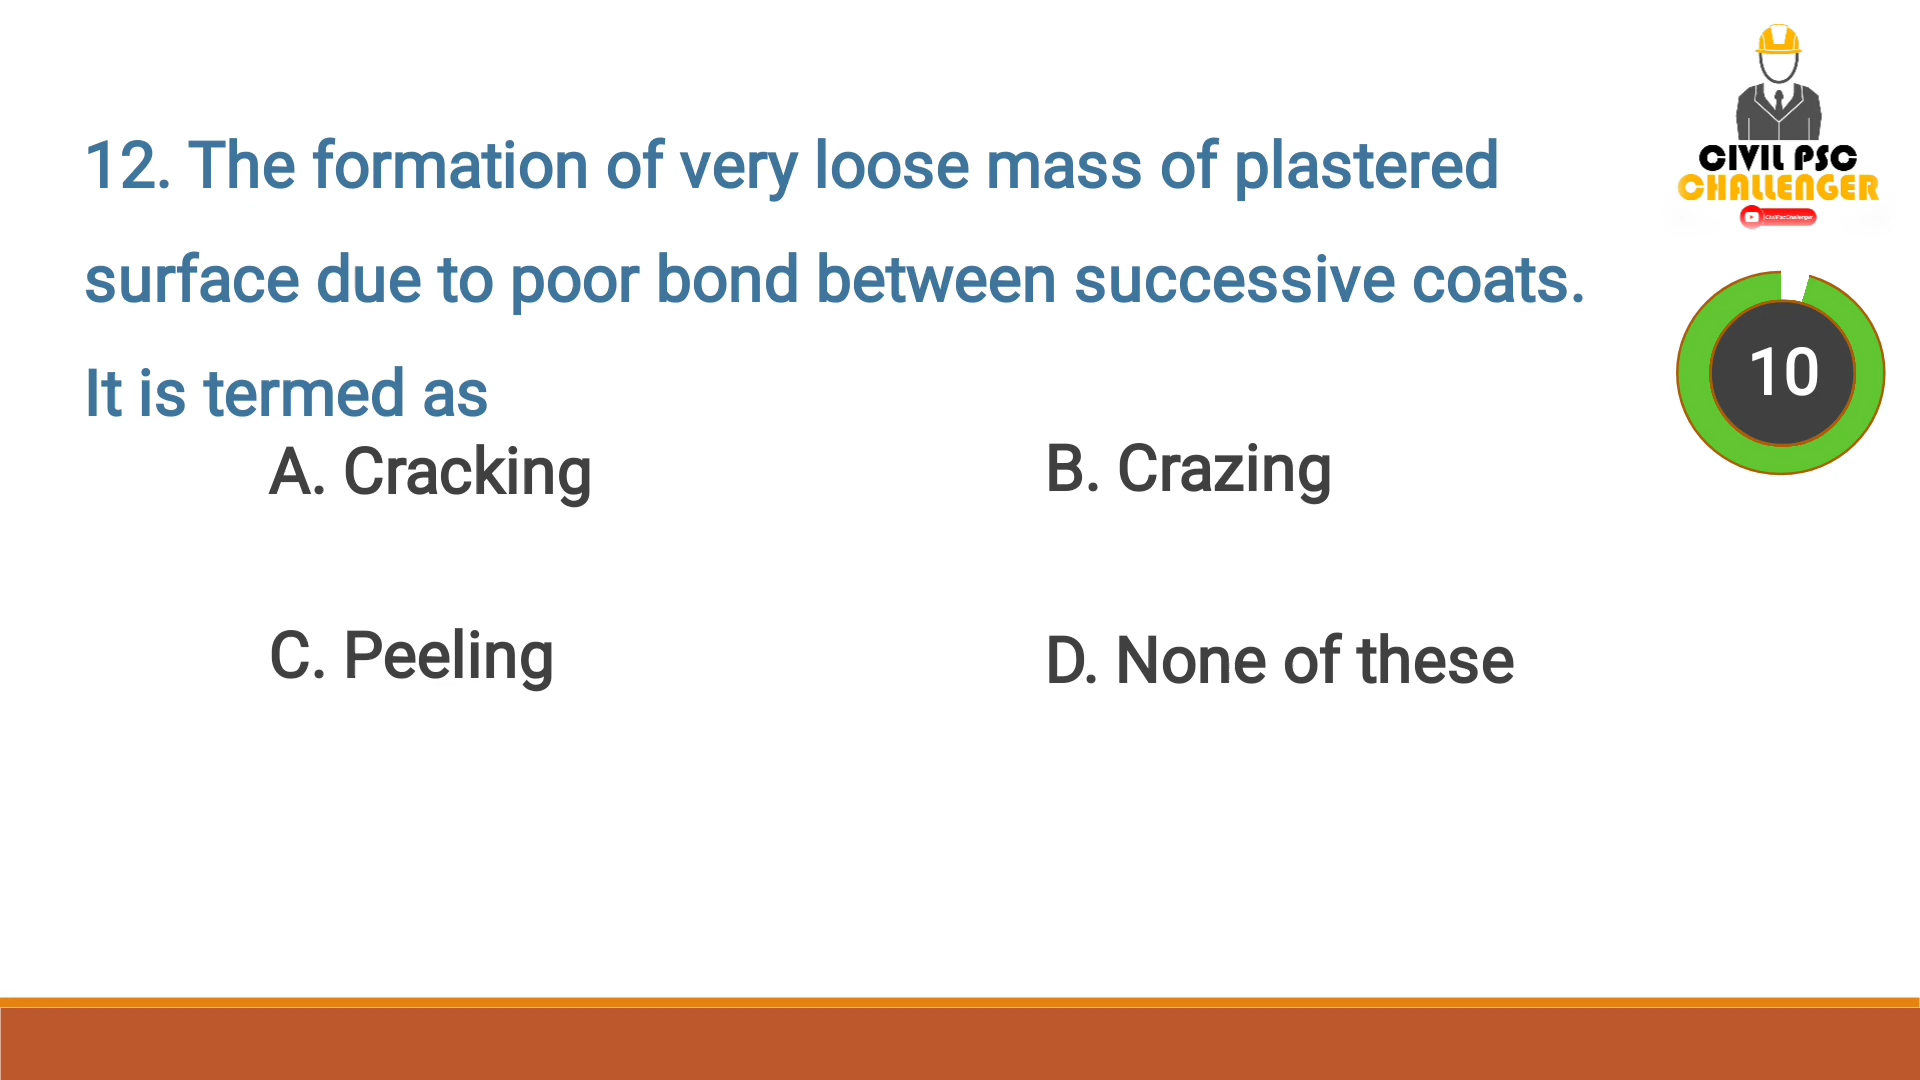 12. The formation of very loose mass of plastered
surface due to poor bond between successive coats.
It is termed as
A. Cracking
B. Crazing
C. Peeling
D. None of these
CIVIL PSC
CHALLENGER
10